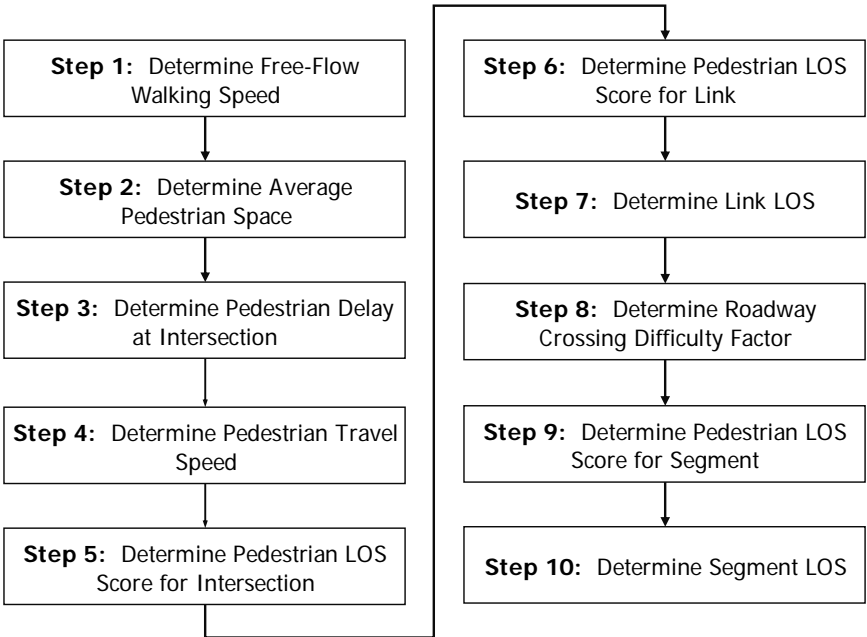 Step 1: Determine Free-Flow
Walking Speed
Step 2: Determine Average
Pedestrian Space
Step 3: Determine Pedestrian Delay
at Intersection
Step 4: Determine Pedestrian Travel
Speed
Step 5: Determine Pedestrian LOS
Score for Intersection
Step 6: Determine Pedestrian LOS
Score for Link
Step 7: Determine Link LOS
Step 8: Determine Roadway
Crossing Difficulty Factor
Step 9: Determine Pedestrian LOS
Score for Segment
Step 10: Determine Segment LOS